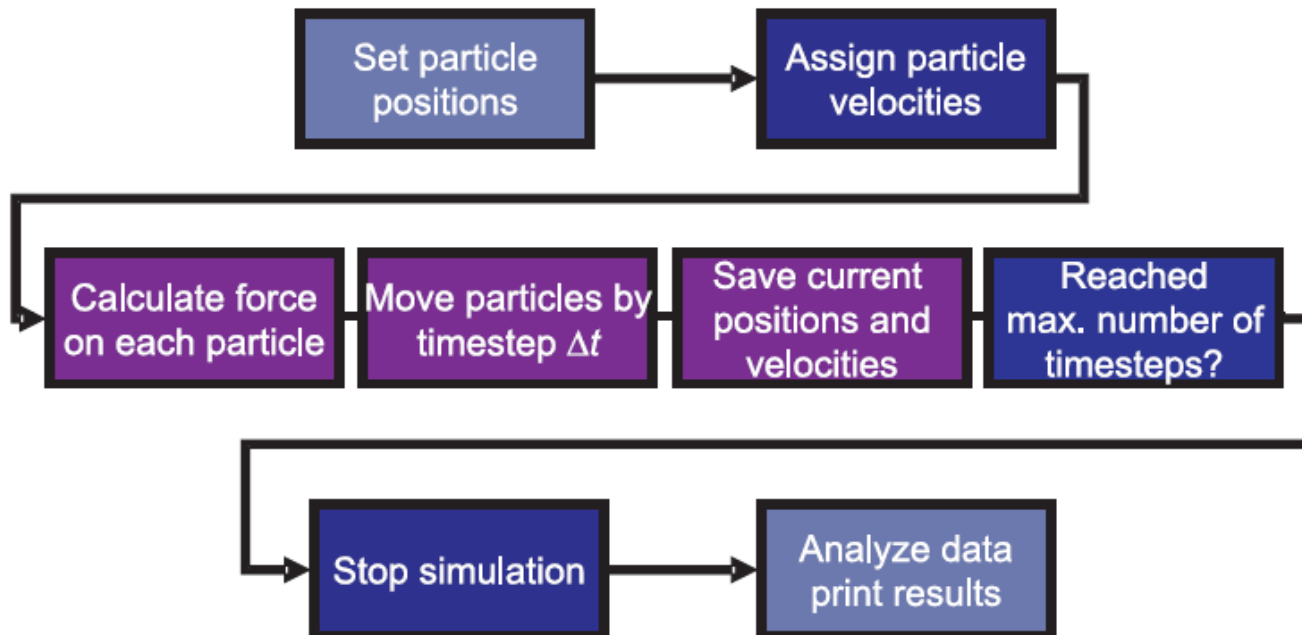 Set particle
positions
Assign particle
velocities
Calculate force
on each particle
Move particles by
timestep Δt
Save current
positions and
velocities
Reached
max. number of
timesteps?
Stop simulation
Analyze data
print results